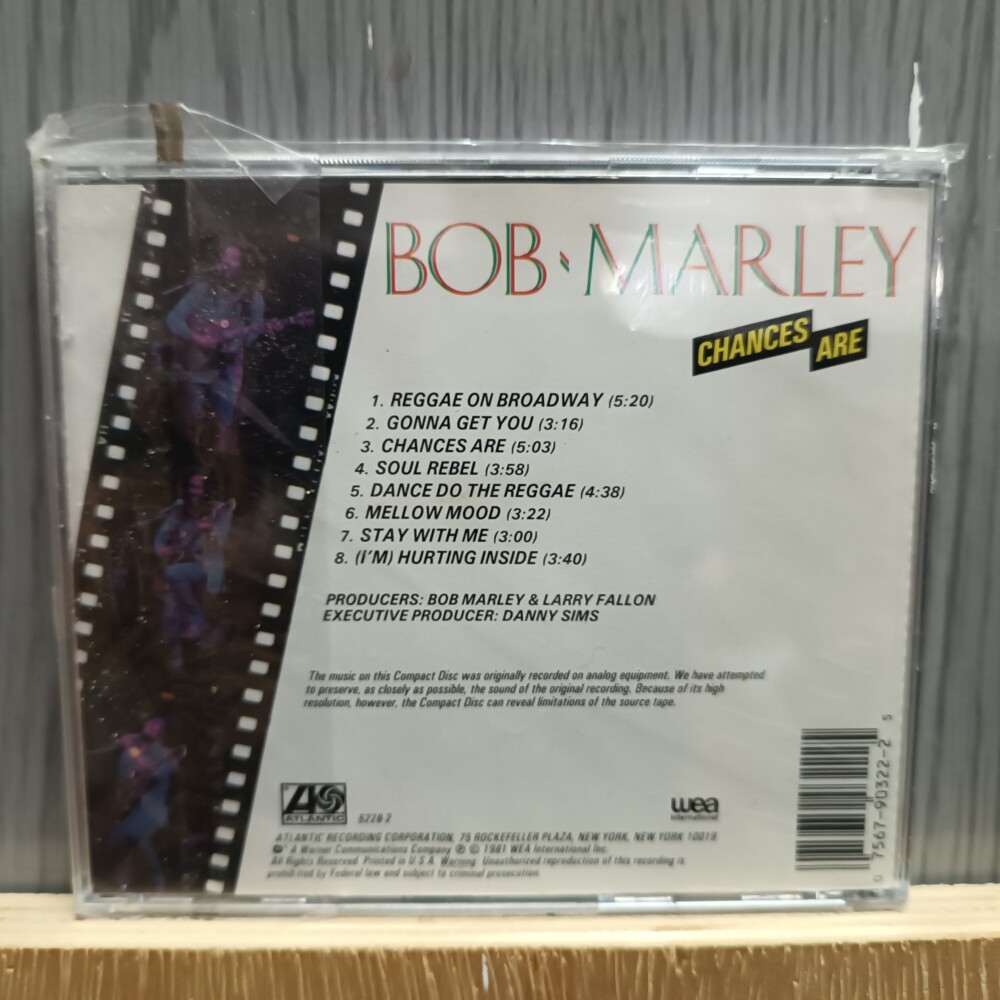 BOB MARLEY
CHANCES ARE
1. REGGAE ON BROADWAY (5:20)
2. GONNA GET YOU (3:16)
3. CHANCES ARE (5:03)
4. SOUL REBEL (3:58)
5. DANCE DO THE REGGAE (4:38)
6. MELLOW MOOD (3:22)
7. STAY WITH ME (3:00)
8. (I'M) HURTING INSIDE (3:40)
PRODUCERS: BOB MARLEY & LARRY FALLON
EXECUTIVE PRODUCER: DANNY SIMS
The music on this Compact Disc was originally recorded on analog equipment. We have attempted
to preserve, as closely as possible, the sound of the original recording. Because of its high
resolution, however, the Compact Disc can reveal limitations of the source tape.
ATLANTIC
5228 2
wea
International
ATLANTIC RECORDING CORPORATION, 75 ROCKEFELLER PLAZA, NEW YORK, NEW YORK 10019
A Warner Communications Company ℗ © 1981 WEA International Inc.
All Rights Reserved. Printed in U.S.A. Warning: Unauthorized reproduction of this recording is
prohibited by Federal law and subject to criminal prosecution.
0 7567-90322-2 5